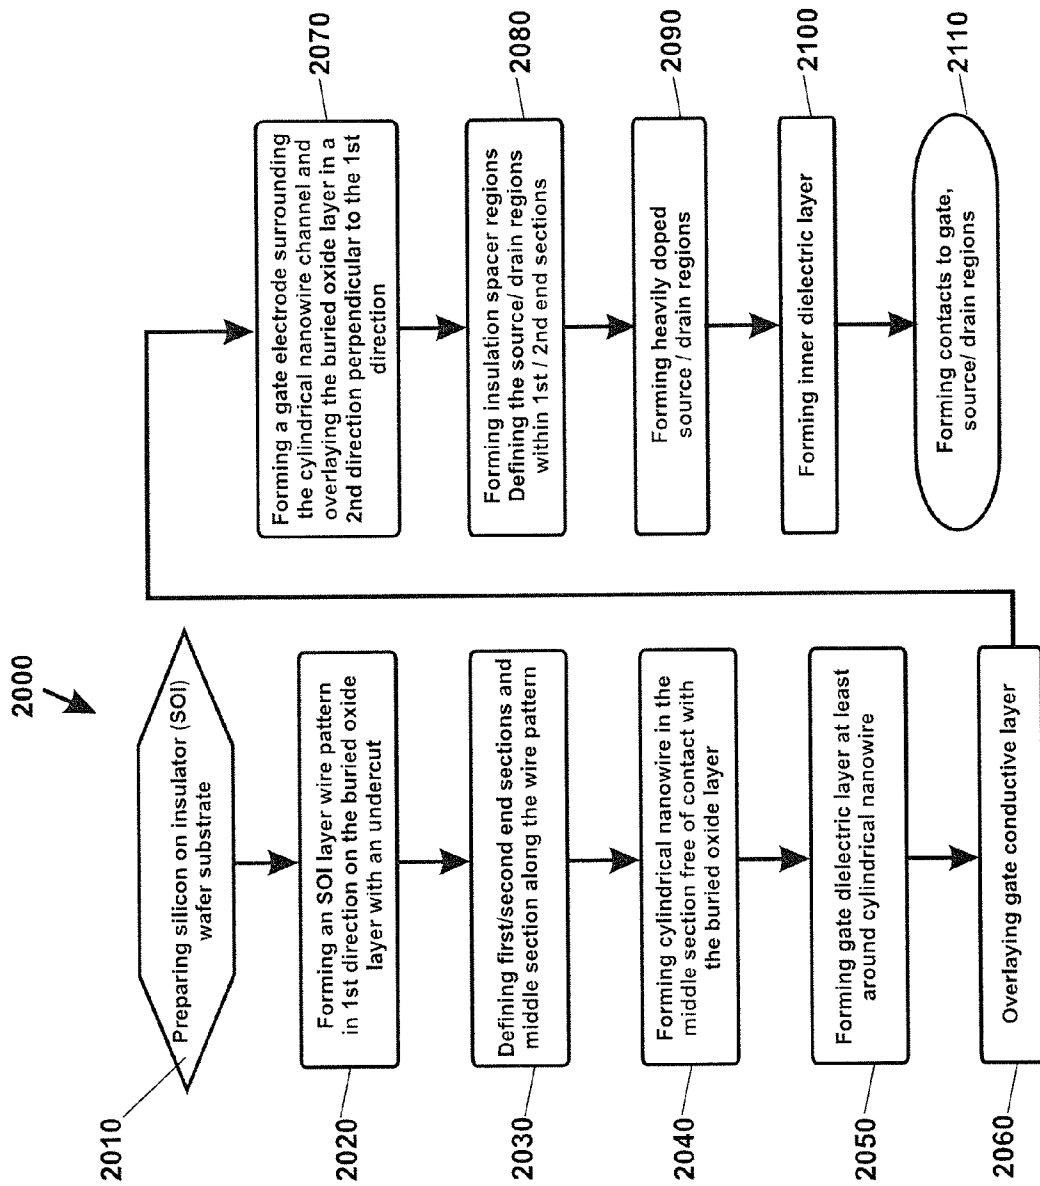 2000
2010
Preparing silicon on insulator (SOI)
wafer substrate
2020
Forming an SOI layer wire pattern
in 1st direction on the buried oxide
layer with an undercut
2030
Defining first/second end sections and
middle section along the wire pattern
2040
Forming cylindrical nanowire in the
middle section free of contact with
the buried oxide layer
2050
Forming gate dielectric layer at least
around cylindrical nanowire
2060
Overlaying gate conductive layer
2070
Forming a gate electrode surrounding
the cylindrical nanowire channel and
overlaying the buried oxide layer in a
2nd direction perpendicular to the 1st
direction
2080
Forming insulation spacer regions
Defining the source/ drain regions
within 1st / 2nd end sections
2090
Forming heavily doped
source / drain regions
2100
Forming inner dielectric layer
2110
Forming contacts to gate,
source/ drain regions